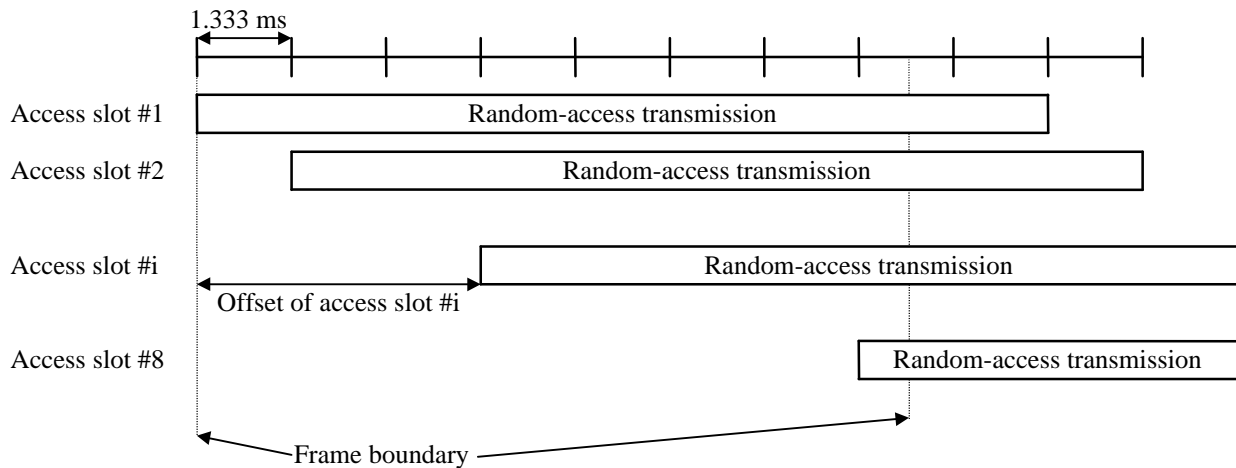 1.333 ms
Access slot #1
Random-access transmission
Access slot #2
Random-access transmission
Access slot #i
Random-access transmission
Offset of access slot #i
Access slot #8
Random-access transmission
Frame boundary